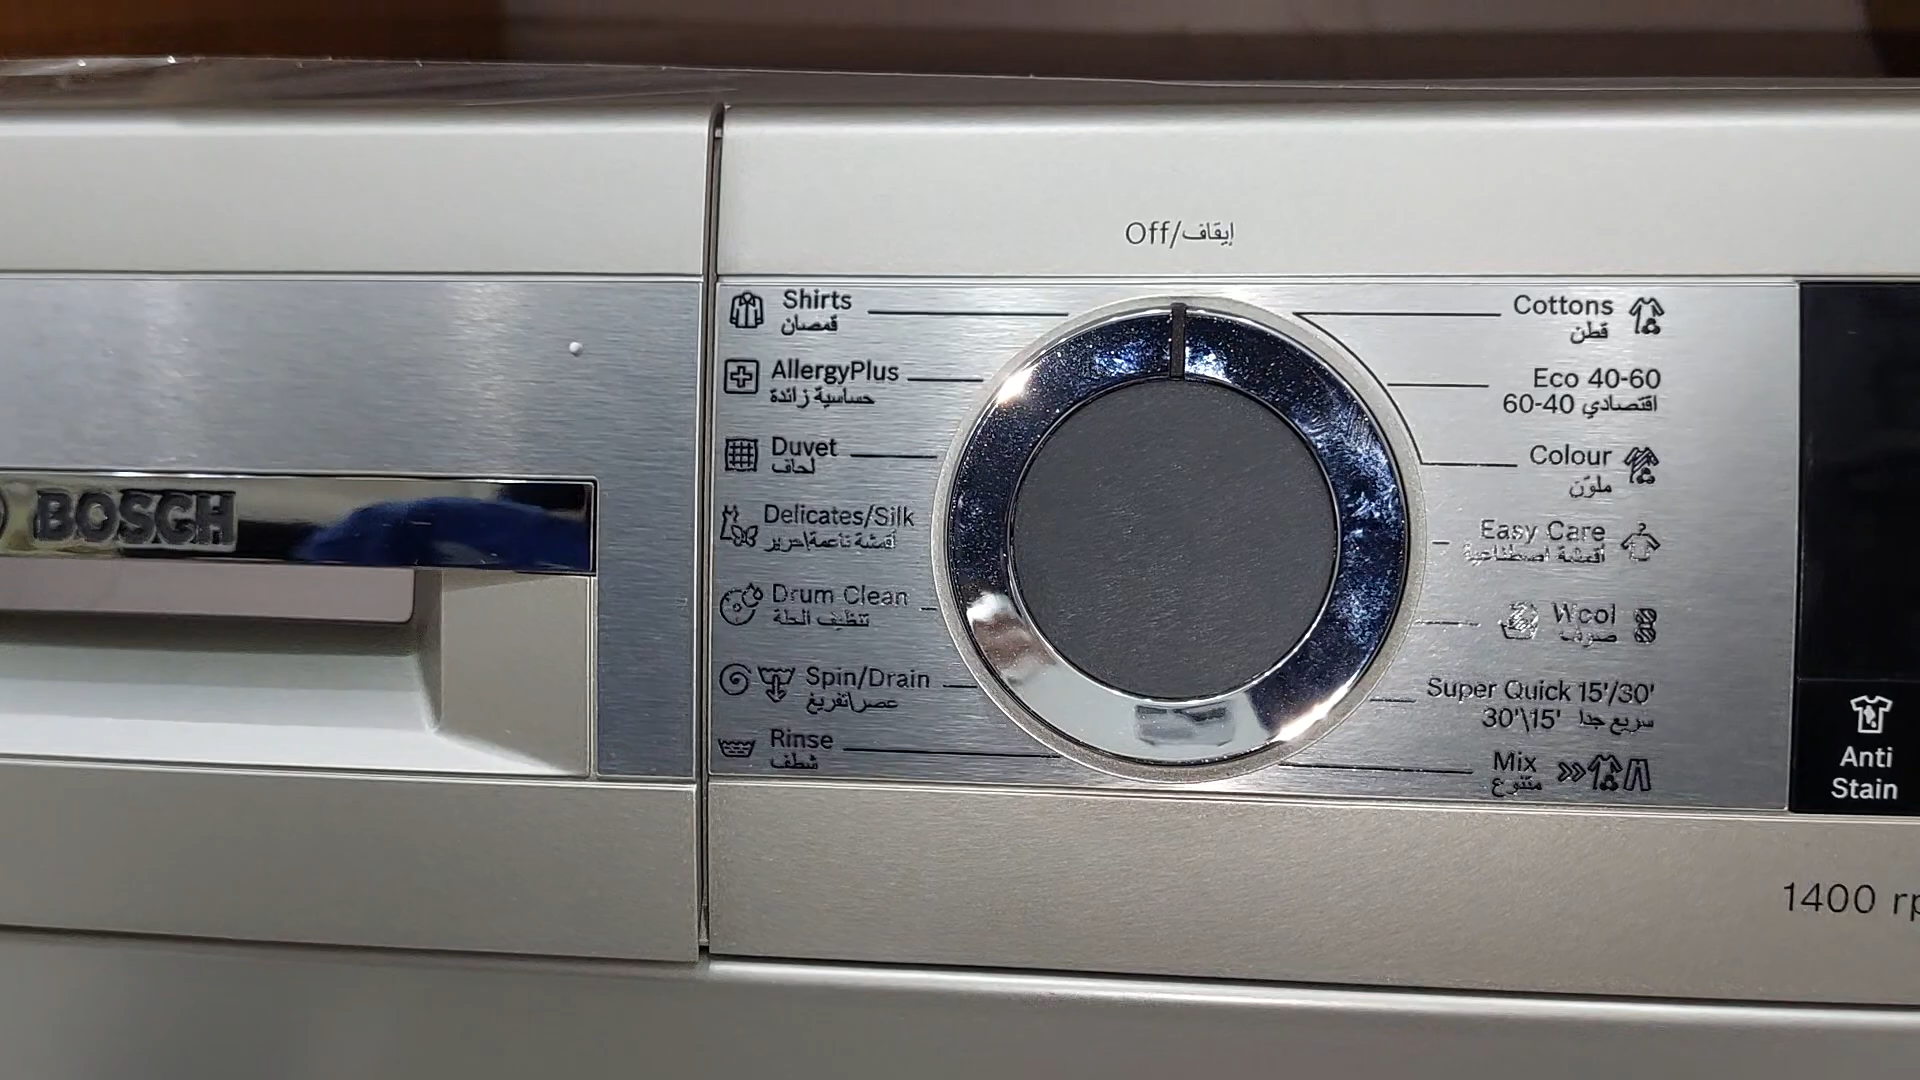 Off/إيقاف
BOSCH
Shirts
قمصان
AllergyPlus
حساسية زائدة
Duvet
لحاف
Delicates/Silk
أقمشة ناعمة\حرير
Drum Clean
تنظيف الحلة
Spin/Drain
عصر\تفريغ
Rinse
شطف
Cottons
قطن
Eco 40-60
اقتصادي 40-60
Colour
ملوّن
Easy Care
أقمشة اصطناعية
Wool
صوف
Super Quick 15'/30'
سريع جدا 15'\30'
Mix
متنوع
Anti
Stain
1400